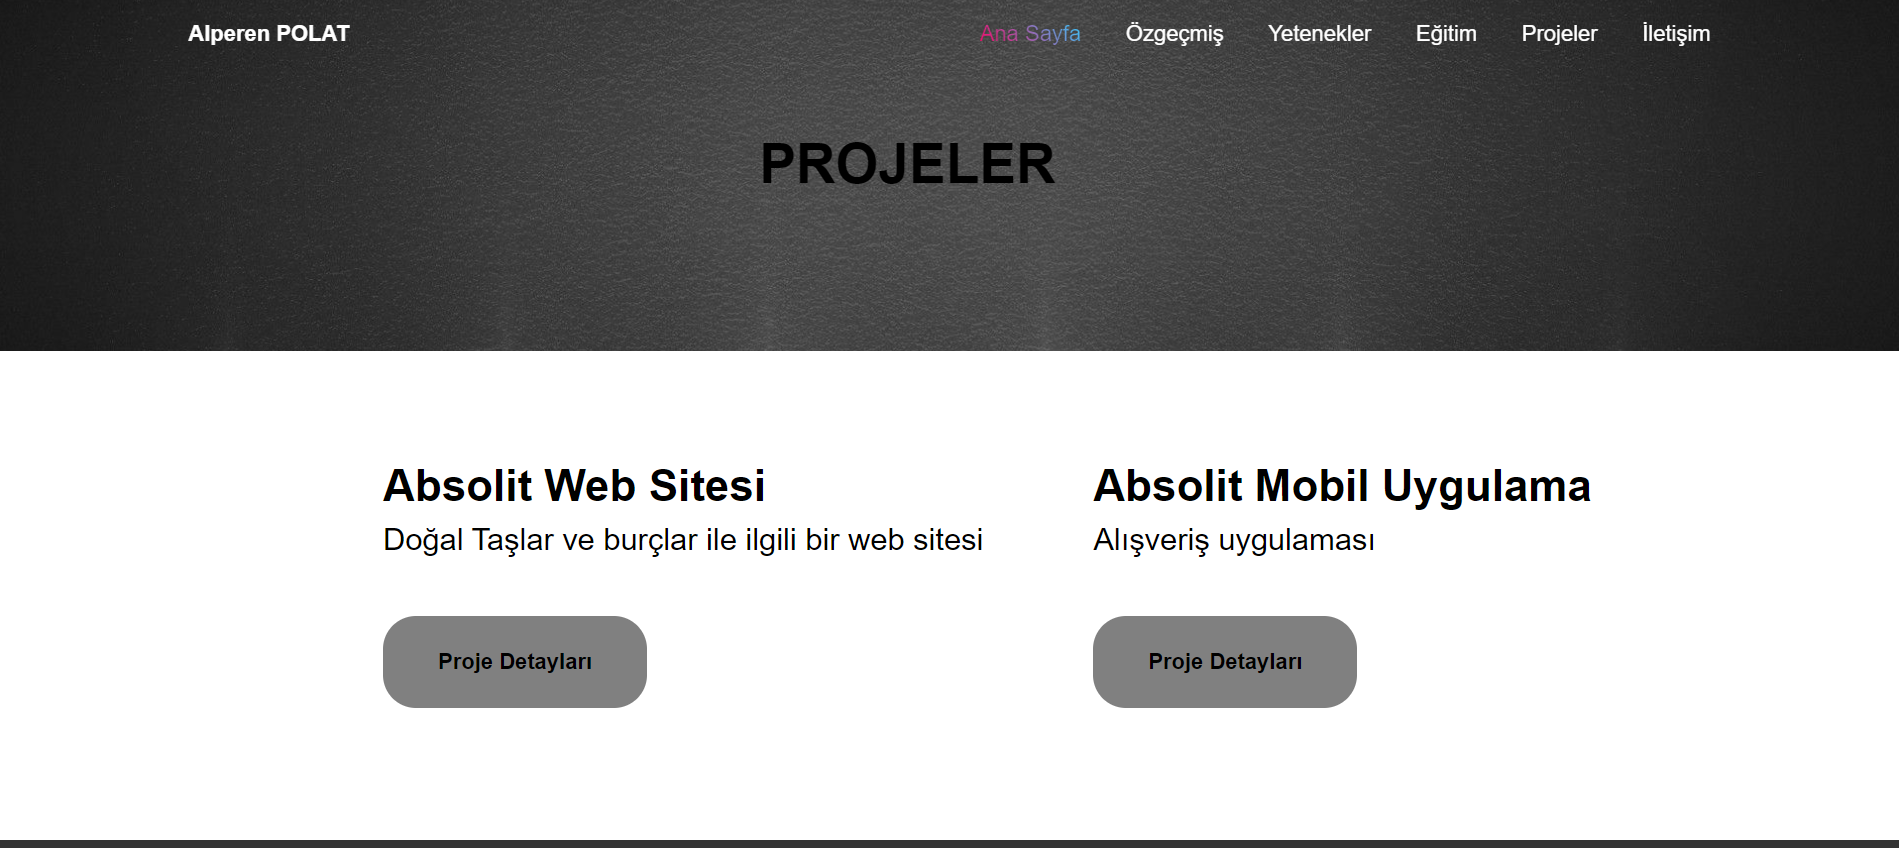 Alperen POLAT Ana Sayfa Özgeçmiş Yetenekler Eğitim Projeler İletişim
PROJELER
Absolit Web Sitesi
Doğal Taşlar ve burçlar ile ilgili bir web sitesi
Proje Detayları
Absolit Mobil Uygulama
Alışveriş uygulaması
Proje Detayları